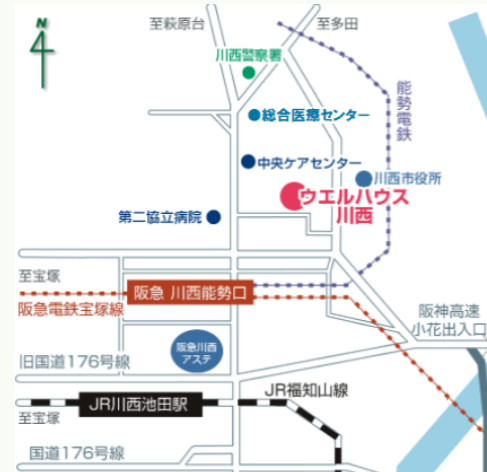 N
至萩原台
至多田
川西警察署
能勢電鉄
総合医療センター
中央ケアセンター
川西市役所
ウエルハウス
川西
第二協立病院
至宝塚
阪急 川西能勢口
阪急電鉄宝塚線
阪神高速
小花出入口
阪急川西
アステ
旧国道176号線
JR川西池田駅
JR福知山線
至宝塚
国道176号線